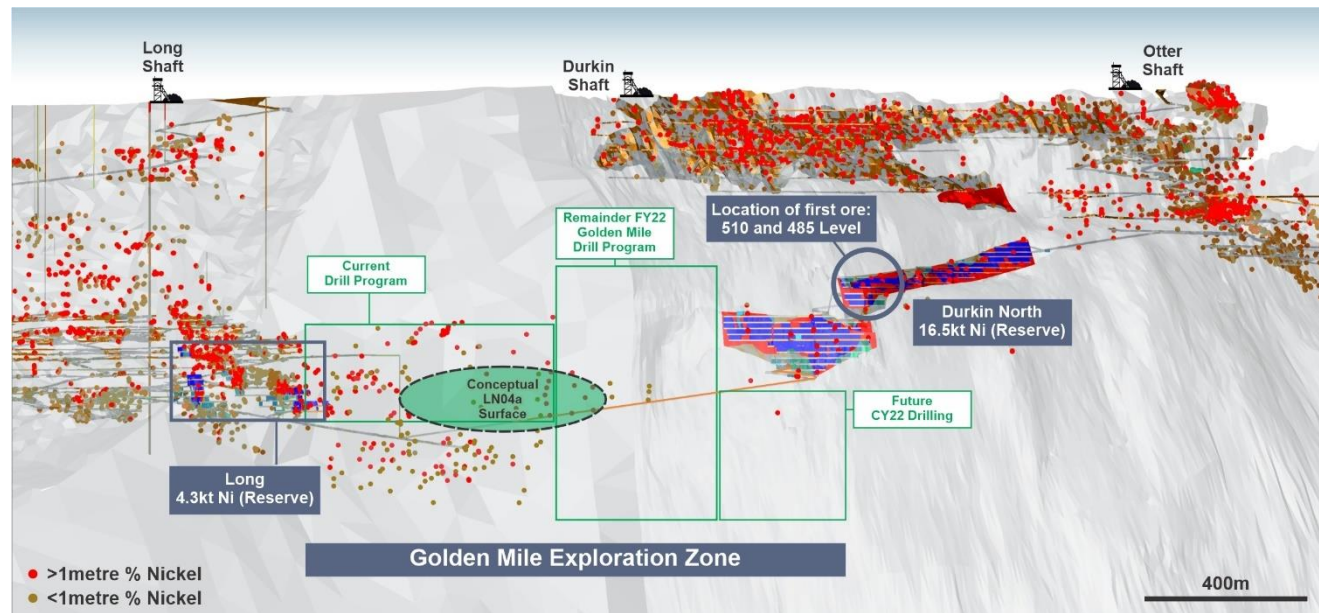 Long
Shaft
Durkin
Shaft
Otter
Shaft
Remainder FY22
Golden Mile
Drill Program
Location of first ore:
510 and 485 Level
Current
Drill Program
Durkin North
16.5kt Ni (Reserve)
Conceptual
LN04a
Surface
Future
CY22 Drilling
Long
4.3kt Ni (Reserve)
Golden Mile Exploration Zone
>1metre % Nickel
<1metre % Nickel
400m